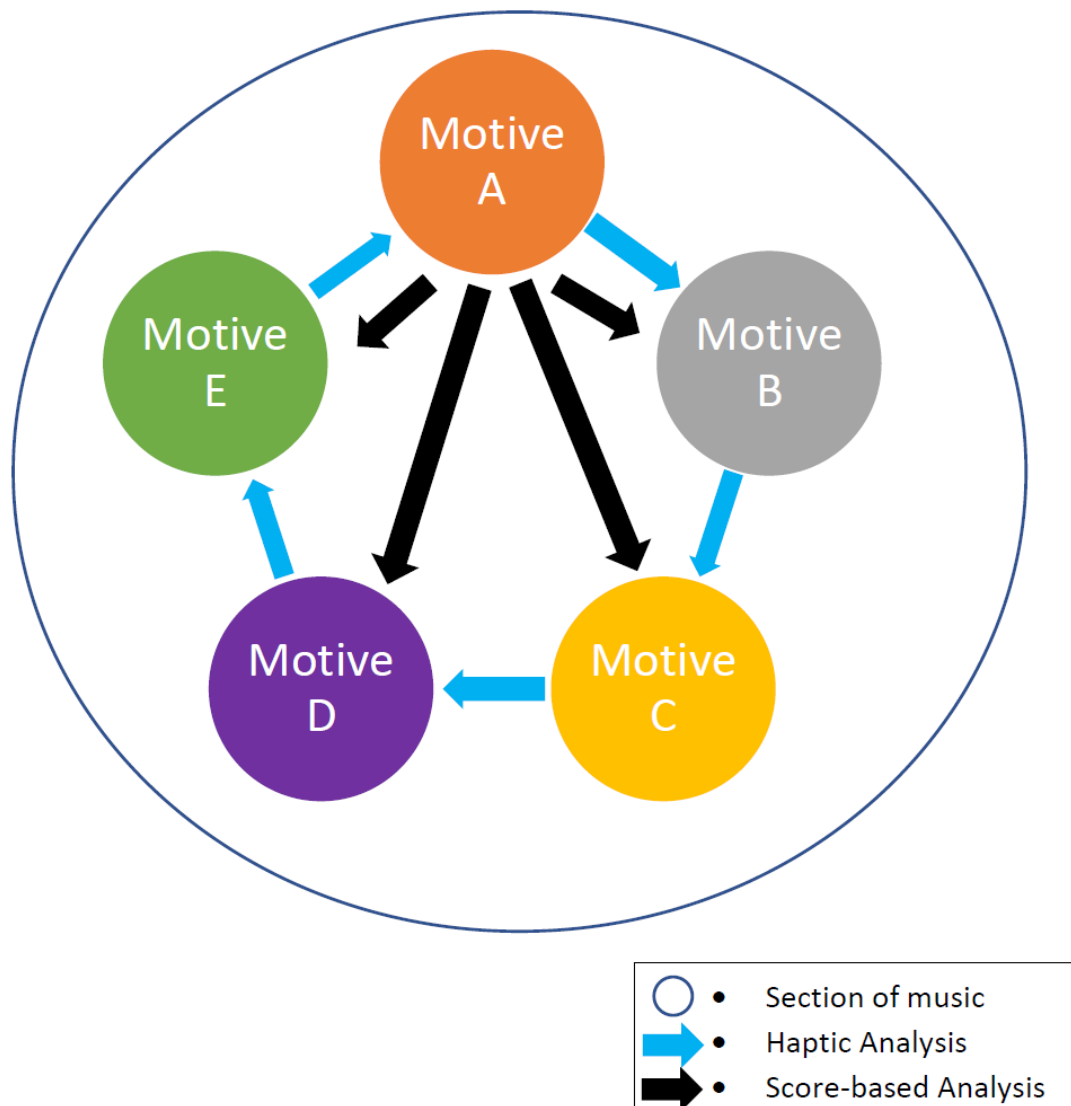 Motive
A
Motive
E
Motive
B
Motive
D
Motive
C
• Section of music
• Haptic Analysis
• Score-based Analysis